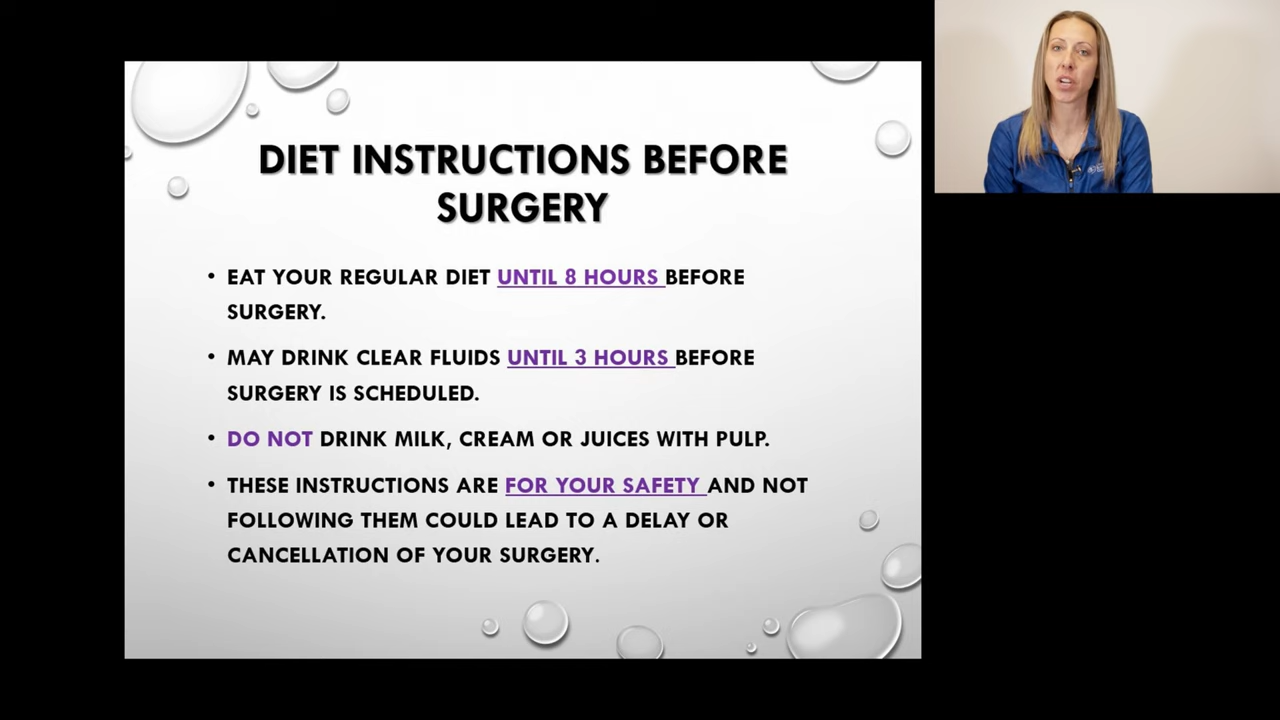 DIET INSTRUCTIONS BEFORE
SURGERY
• EAT YOUR REGULAR DIET UNTIL 8 HOURS BEFORE
SURGERY.
• MAY DRINK CLEAR FLUIDS UNTIL 3 HOURS BEFORE
SURGERY IS SCHEDULED.
• DO NOT DRINK MILK, CREAM OR JUICES WITH PULP.
• THESE INSTRUCTIONS ARE FOR YOUR SAFETY AND NOT
FOLLOWING THEM COULD LEAD TO A DELAY OR
CANCELLATION OF YOUR SURGERY.